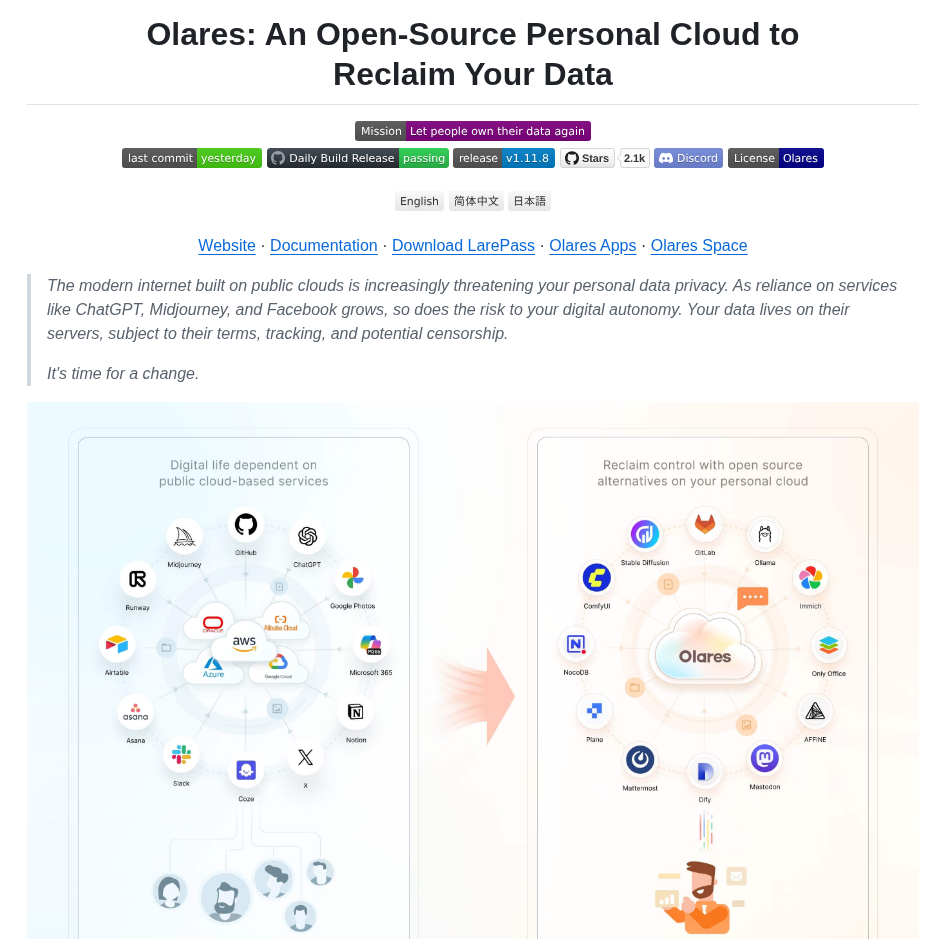 Olares: An Open-Source Personal Cloud to
Reclaim Your Data
Mission Let people own their data again
last commit yesterday Daily Build Release passing release v1.11.8 Stars 2.1k Discord License Olares
English 简体中文 日本語
Website · Documentation · Download LarePass · Olares Apps · Olares Space
The modern internet built on public clouds is increasingly threatening your personal data privacy. As reliance on services
like ChatGPT, Midjourney, and Facebook grows, so does the risk to your digital autonomy. Your data lives on their
servers, subject to their terms, tracking, and potential censorship.
It's time for a change.
Digital life dependent on
public cloud-based services
GitHub
Midjourney
ChatGPT
Runway
Google Photos
ORACLE
Alibaba Cloud
aws
Azure
Google Cloud
Airtable
M365
Microsoft 365
asana
Asana
Notion
Slack
X
Coze
Reclaim control with open source
alternatives on your personal cloud
GitLab
Stable Diffusion
Ollama
ComfyUI
Immich
Olares
NocoDB
Only Office
Plane
AFFiNE
Mattermost
Mastodon
Dify